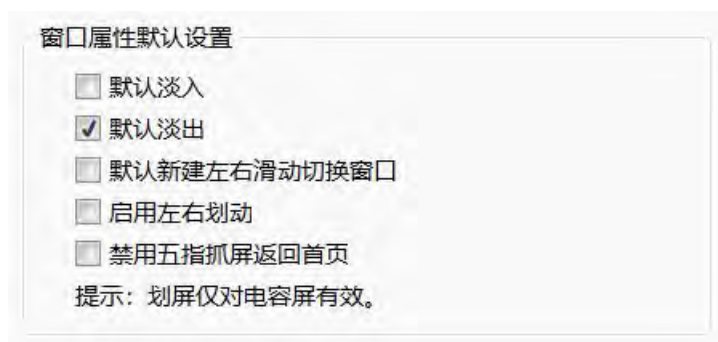 窗口属性默认设置
默认淡入
默认淡出
默认新建左右滑动切换窗口
启用左右划动
禁用五指抓屏返回首页
提示：划屏仅对电容屏有效。